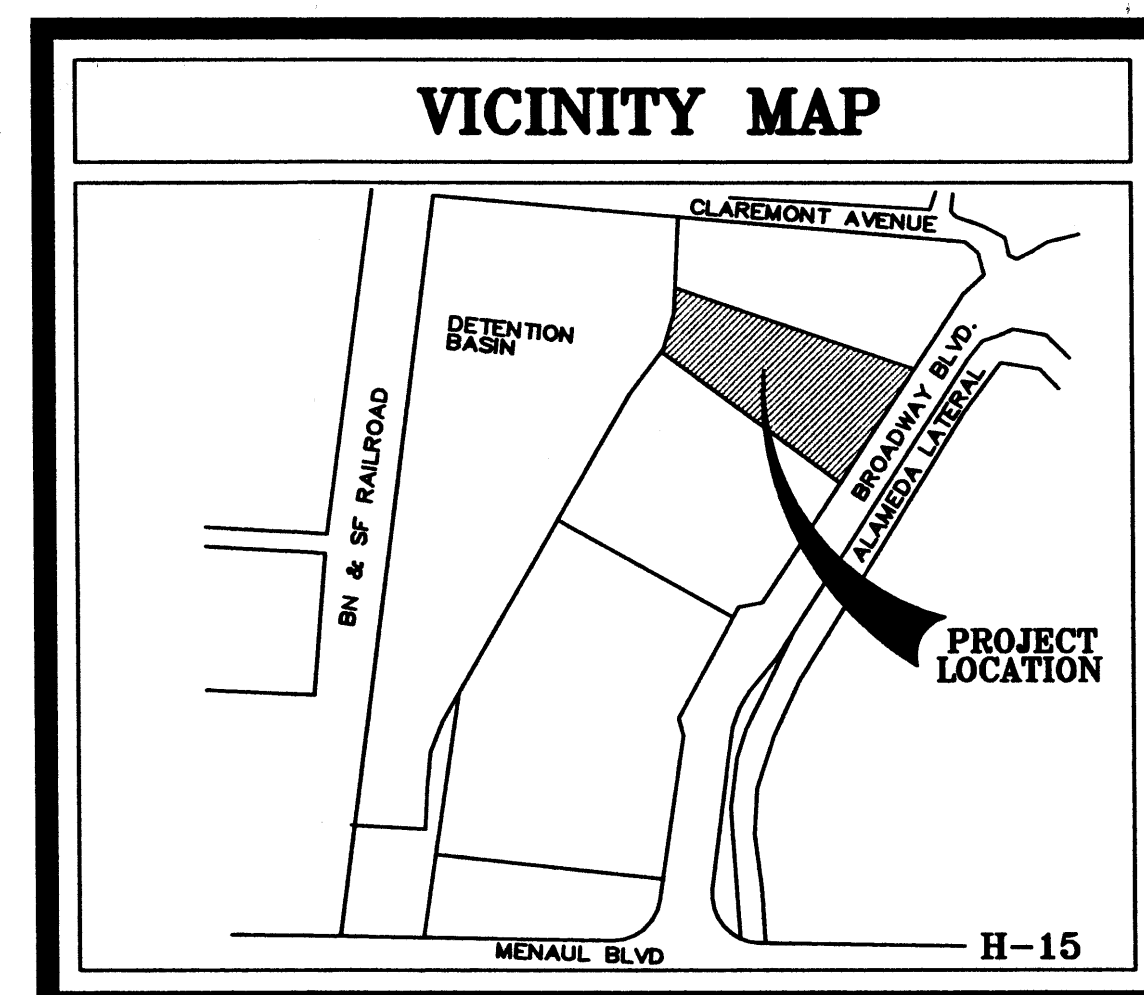 VICINITY MAP
CLAREMONT AVENUE
DETENTION
BASIN
BROADWAY BLVD.
ALAMEDA LATERAL
BN & SF RAILROAD
PROJECT
LOCATION
MENAUL BLVD
H-15